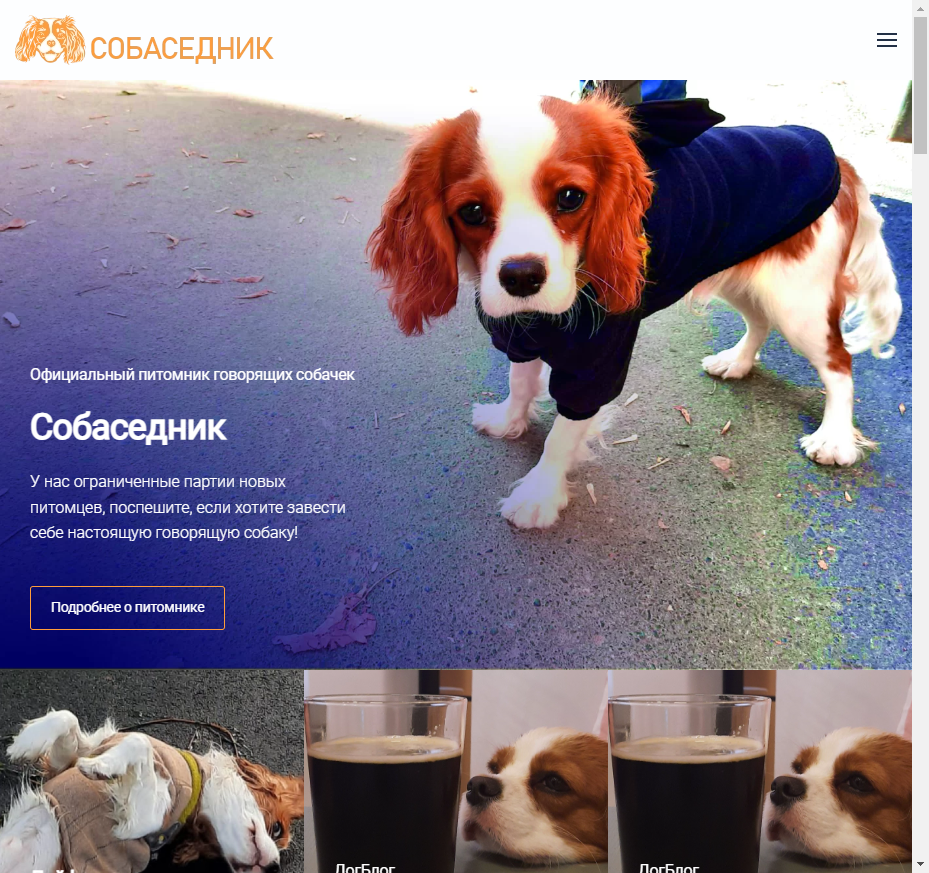 СОБАСЕДНИК
Официальный питомник говорящих собачек
Собаседник
У нас ограниченные партии новых
питомцев, поспешите, если хотите завести
себе настоящую говорящую собаку!
Подробнее о питомнике
ДогБлог
ДогБлог